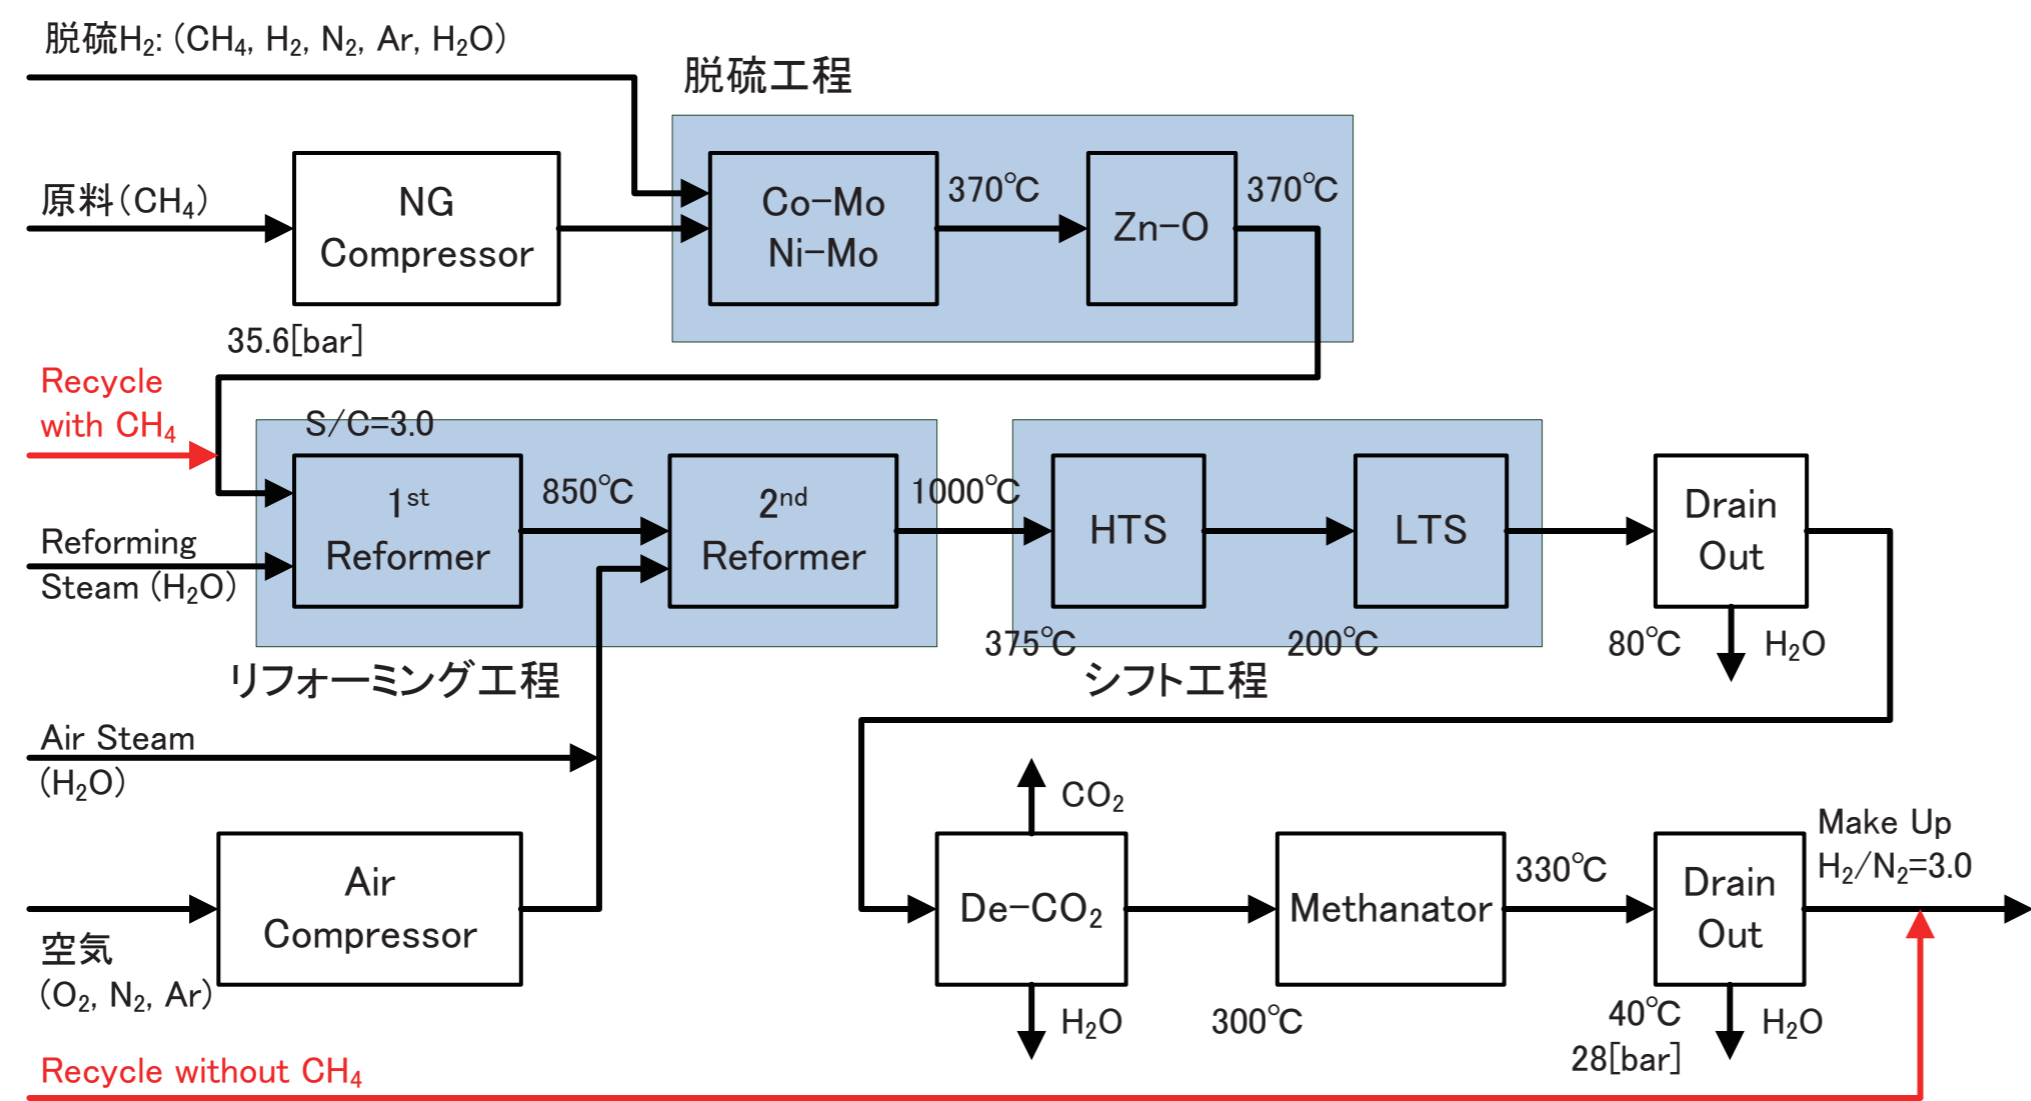 脱硫H₂: (CH₄, H₂, N₂, Ar, H₂O)
脱硫工程
原料(CH₄)
NG
Compressor
Co-Mo
Ni-Mo
370℃
Zn-O
370℃
35.6[bar]
Recycle
with CH₄
S/C=3.0
1st
Reformer
850℃
2nd
Reformer
1000℃
HTS
LTS
Drain
Out
Reforming
Steam (H₂O)
375℃
200℃
80℃
H₂O
リフォーミング工程
シフト工程
Air Steam
(H₂O)
CO₂
Make Up
H₂/N₂=3.0
Air
Compressor
De-CO₂
Methanator
330℃
Drain
Out
空気
(O₂, N₂, Ar)
H₂O
300℃
40℃
28[bar]
H₂O
Recycle without CH₄